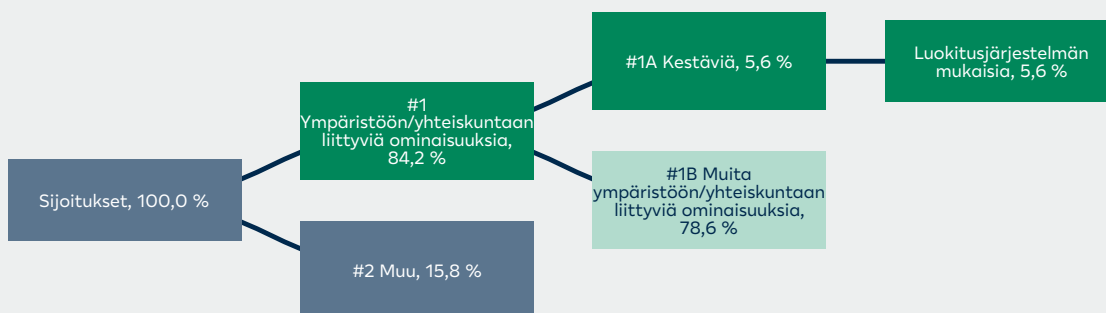 Sijoitukset, 100,0 %
#1
Ympäristöön/yhteiskuntaan
liittyviä ominaisuuksia,
84,2 %
#2 Muu, 15,8 %
#1A Kestäviä, 5,6 %
#1B Muita
ympäristöön/yhteiskuntaan
liittyviä ominaisuuksia,
78,6 %
Luokitusjärjestelmän
mukaisia, 5,6 %